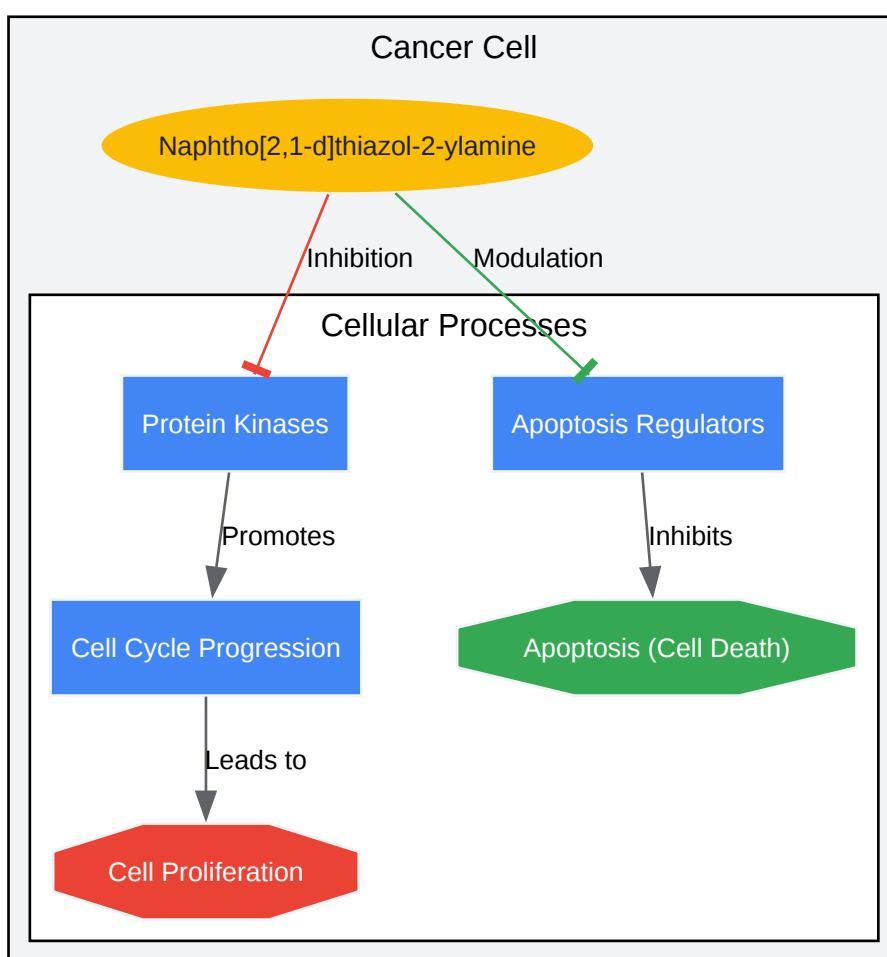 Cancer Cell
Naphtho[2,1-d]thiazol-2-ylamine
Inhibition
Modulation
Cellular Processes
Protein Kinases
Apoptosis Regulators
Promotes
Inhibits
Cell Cycle Progression
Apoptosis (Cell Death)
Leads to
Cell Proliferation